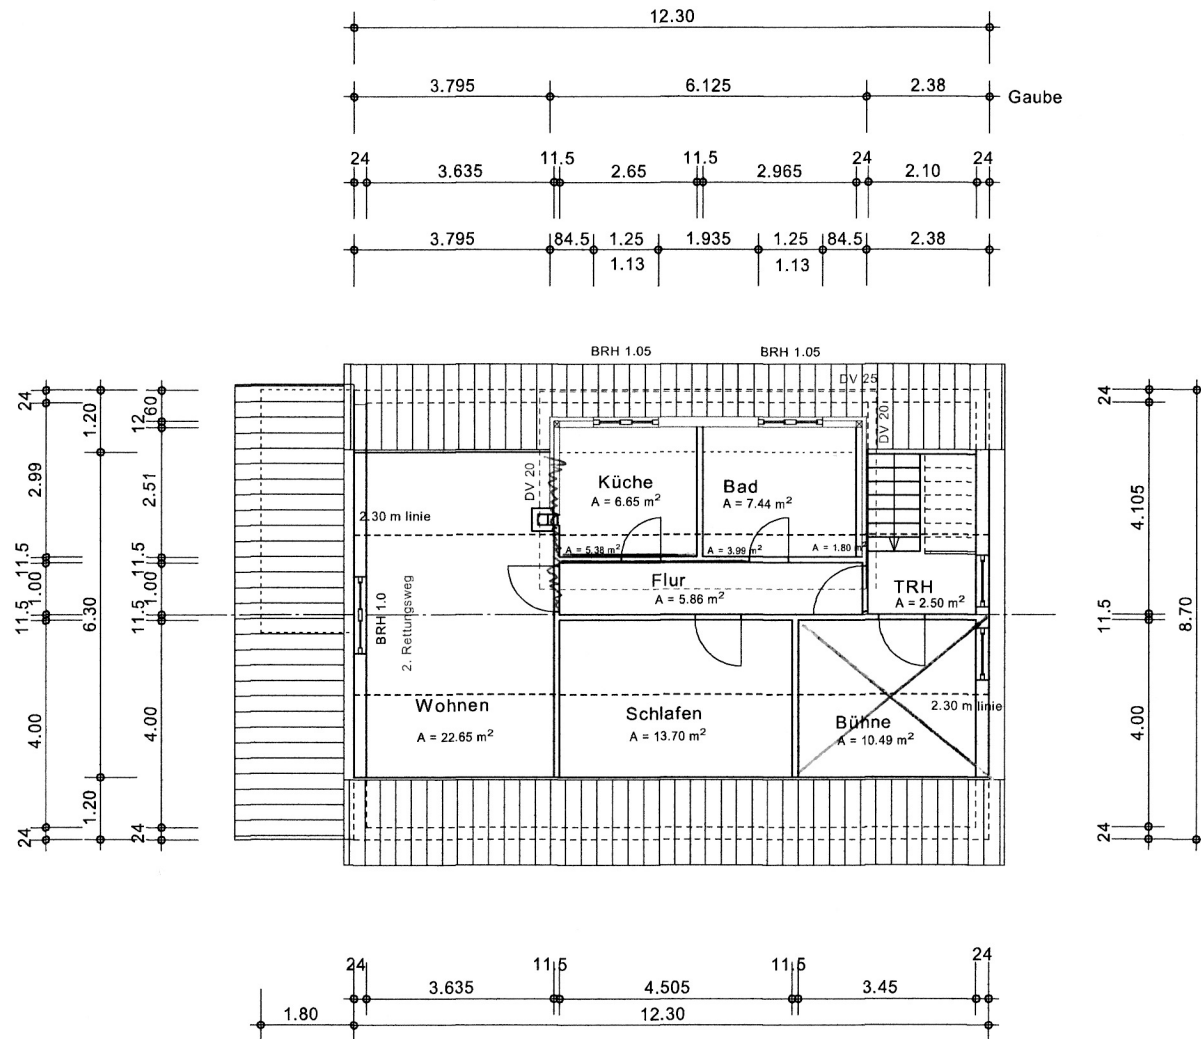 12.30
3.795 6.125 2.38 Gaube
24 3.635 11.5 2.65 11.5 2.965 24 2.10 24
3.795 84.5 1.25 1.935 1.25 84.5 2.38
1.13 1.13
BRH 1.05 BRH 1.05
DV 25
DV 20
DV 20
24
2.99
11.5
1.00
11.5
4.00
24
1.20
6.30
1.20
12
60
2.51
11.5
1.00
11.5
4.00
24
Küche
A = 6.65 m²
Bad
A = 7.44 m²
2.30 m linie
A = 5.38 m² A = 3.99 m² A = 1.80 m²
Flur
A = 5.86 m²
TRH
A = 2.50 m²
BRH 1.0
2. Rettungsweg
Wohnen
A = 22.65 m²
Schlafen
A = 13.70 m²
2.30 m linie
Bühne
A = 10.49 m²
24
4.105
11.5
4.00
24
8.70
24 3.635 11.5 4.505 11.5 3.45 24
1.80 12.30